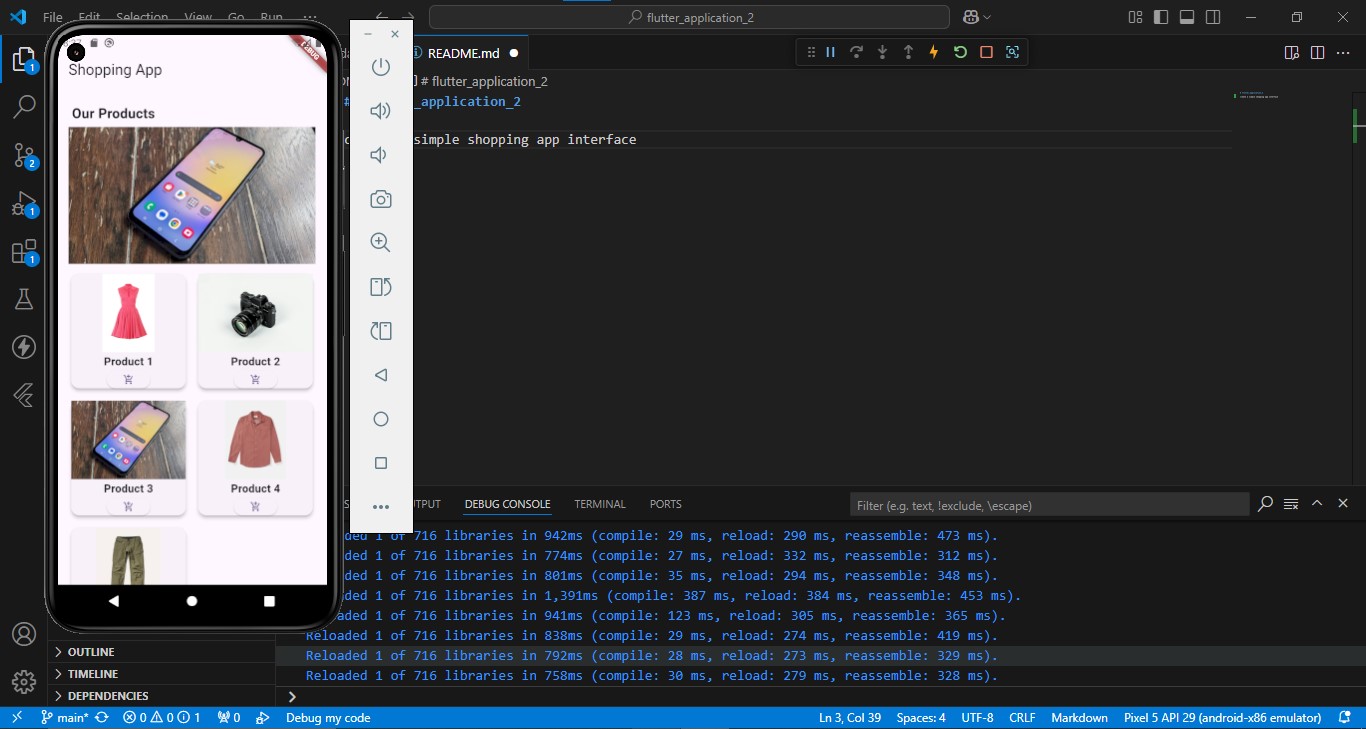 File Edit Selection View Go Run ···
flutter_application_2
Shopping App
DEBUG
Our Products
Product 1
Product 2
Product 3
Product 4
README.md
# flutter_application_2
# _application_2
simple shopping app interface
DEBUG CONSOLE
TERMINAL
PORTS
Filter (e.g. text, !exclude, \escape)
ded 1 of 716 libraries in 942ms (compile: 29 ms, reload: 290 ms, reassemble: 473 ms).
ded 1 of 716 libraries in 774ms (compile: 27 ms, reload: 332 ms, reassemble: 312 ms).
ded 1 of 716 libraries in 801ms (compile: 35 ms, reload: 294 ms, reassemble: 348 ms).
ded 1 of 716 libraries in 1,391ms (compile: 387 ms, reload: 384 ms, reassemble: 453 ms).
ded 1 of 716 libraries in 941ms (compile: 123 ms, reload: 305 ms, reassemble: 365 ms).
Reloaded 1 of 716 libraries in 838ms (compile: 29 ms, reload: 274 ms, reassemble: 419 ms).
Reloaded 1 of 716 libraries in 792ms (compile: 28 ms, reload: 273 ms, reassemble: 329 ms).
Reloaded 1 of 716 libraries in 758ms (compile: 30 ms, reload: 279 ms, reassemble: 328 ms).
OUTLINE
TIMELINE
DEPENDENCIES
1
2
1
1
main* 0 0 1 0 Debug my code
Ln 3, Col 39 Spaces: 4 UTF-8 CRLF Markdown Pixel 5 API 29 (android-x86 emulator)